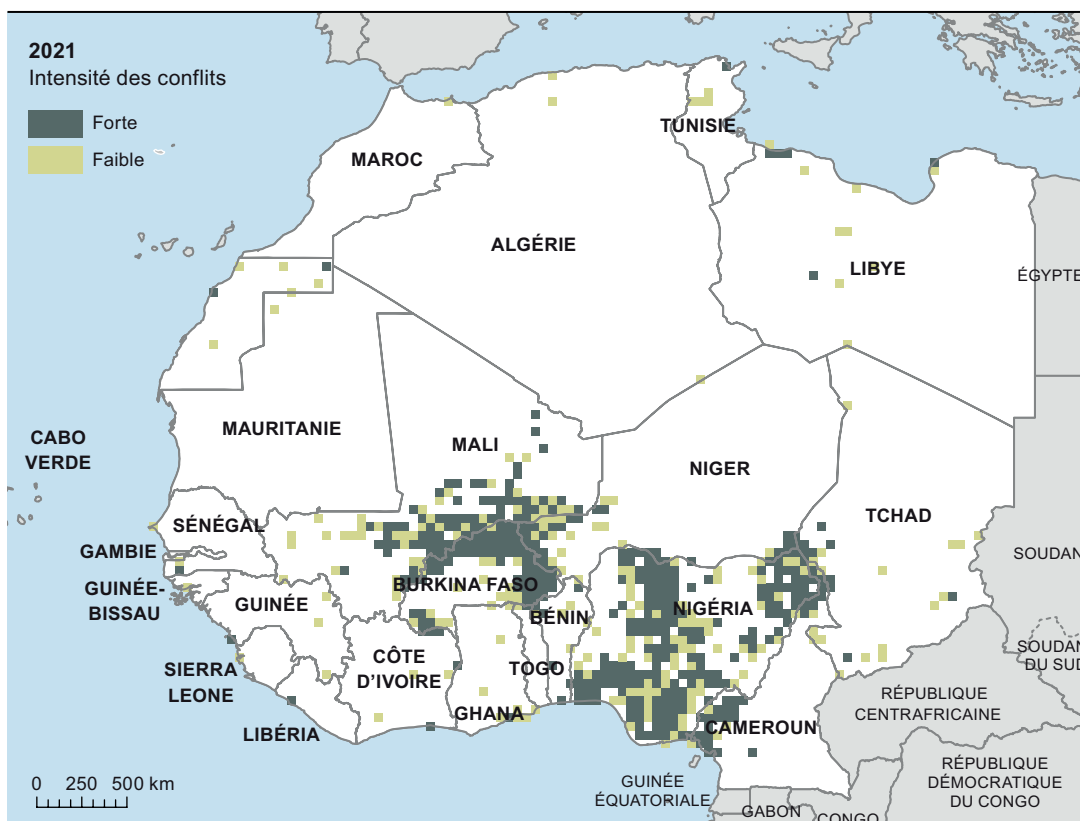 2021
Intensité des conflits
Forte
Faible
MAROC
TUNISIE
ALGÉRIE
LIBYE
ÉGYPTE
CABO
VERDE
MAURITANIE
MALI
NIGER
TCHAD
SOUDAN
SÉNÉGAL
GAMBIE
GUINÉE-
BISSAU
GUINÉE
BURKINA FASO
BÉNIN
NIGÉRIA
SIERRA
LEONE
CÔTE
D'IVOIRE
TOGO
GHANA
LIBÉRIA
CAMEROUN
SOUDAN
DU SUD
RÉPUBLIQUE
CENTRAFRICAINE
GUINÉE
ÉQUATORIALE
GABON
CONGO
RÉPUBLIQUE
DÉMOCRATIQUE
DU CONGO
0 250 500 km